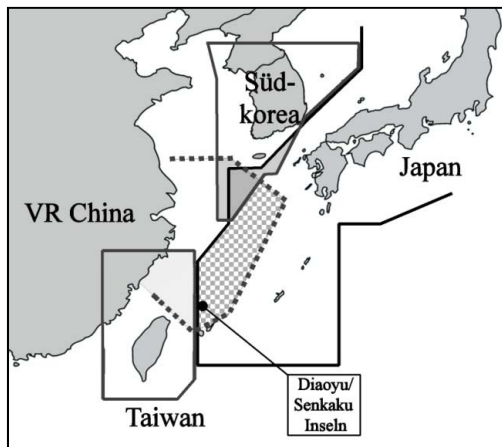 Süd-
korea
Japan
VR China
Taiwan
Diaoyu/
Senkaku
Inseln